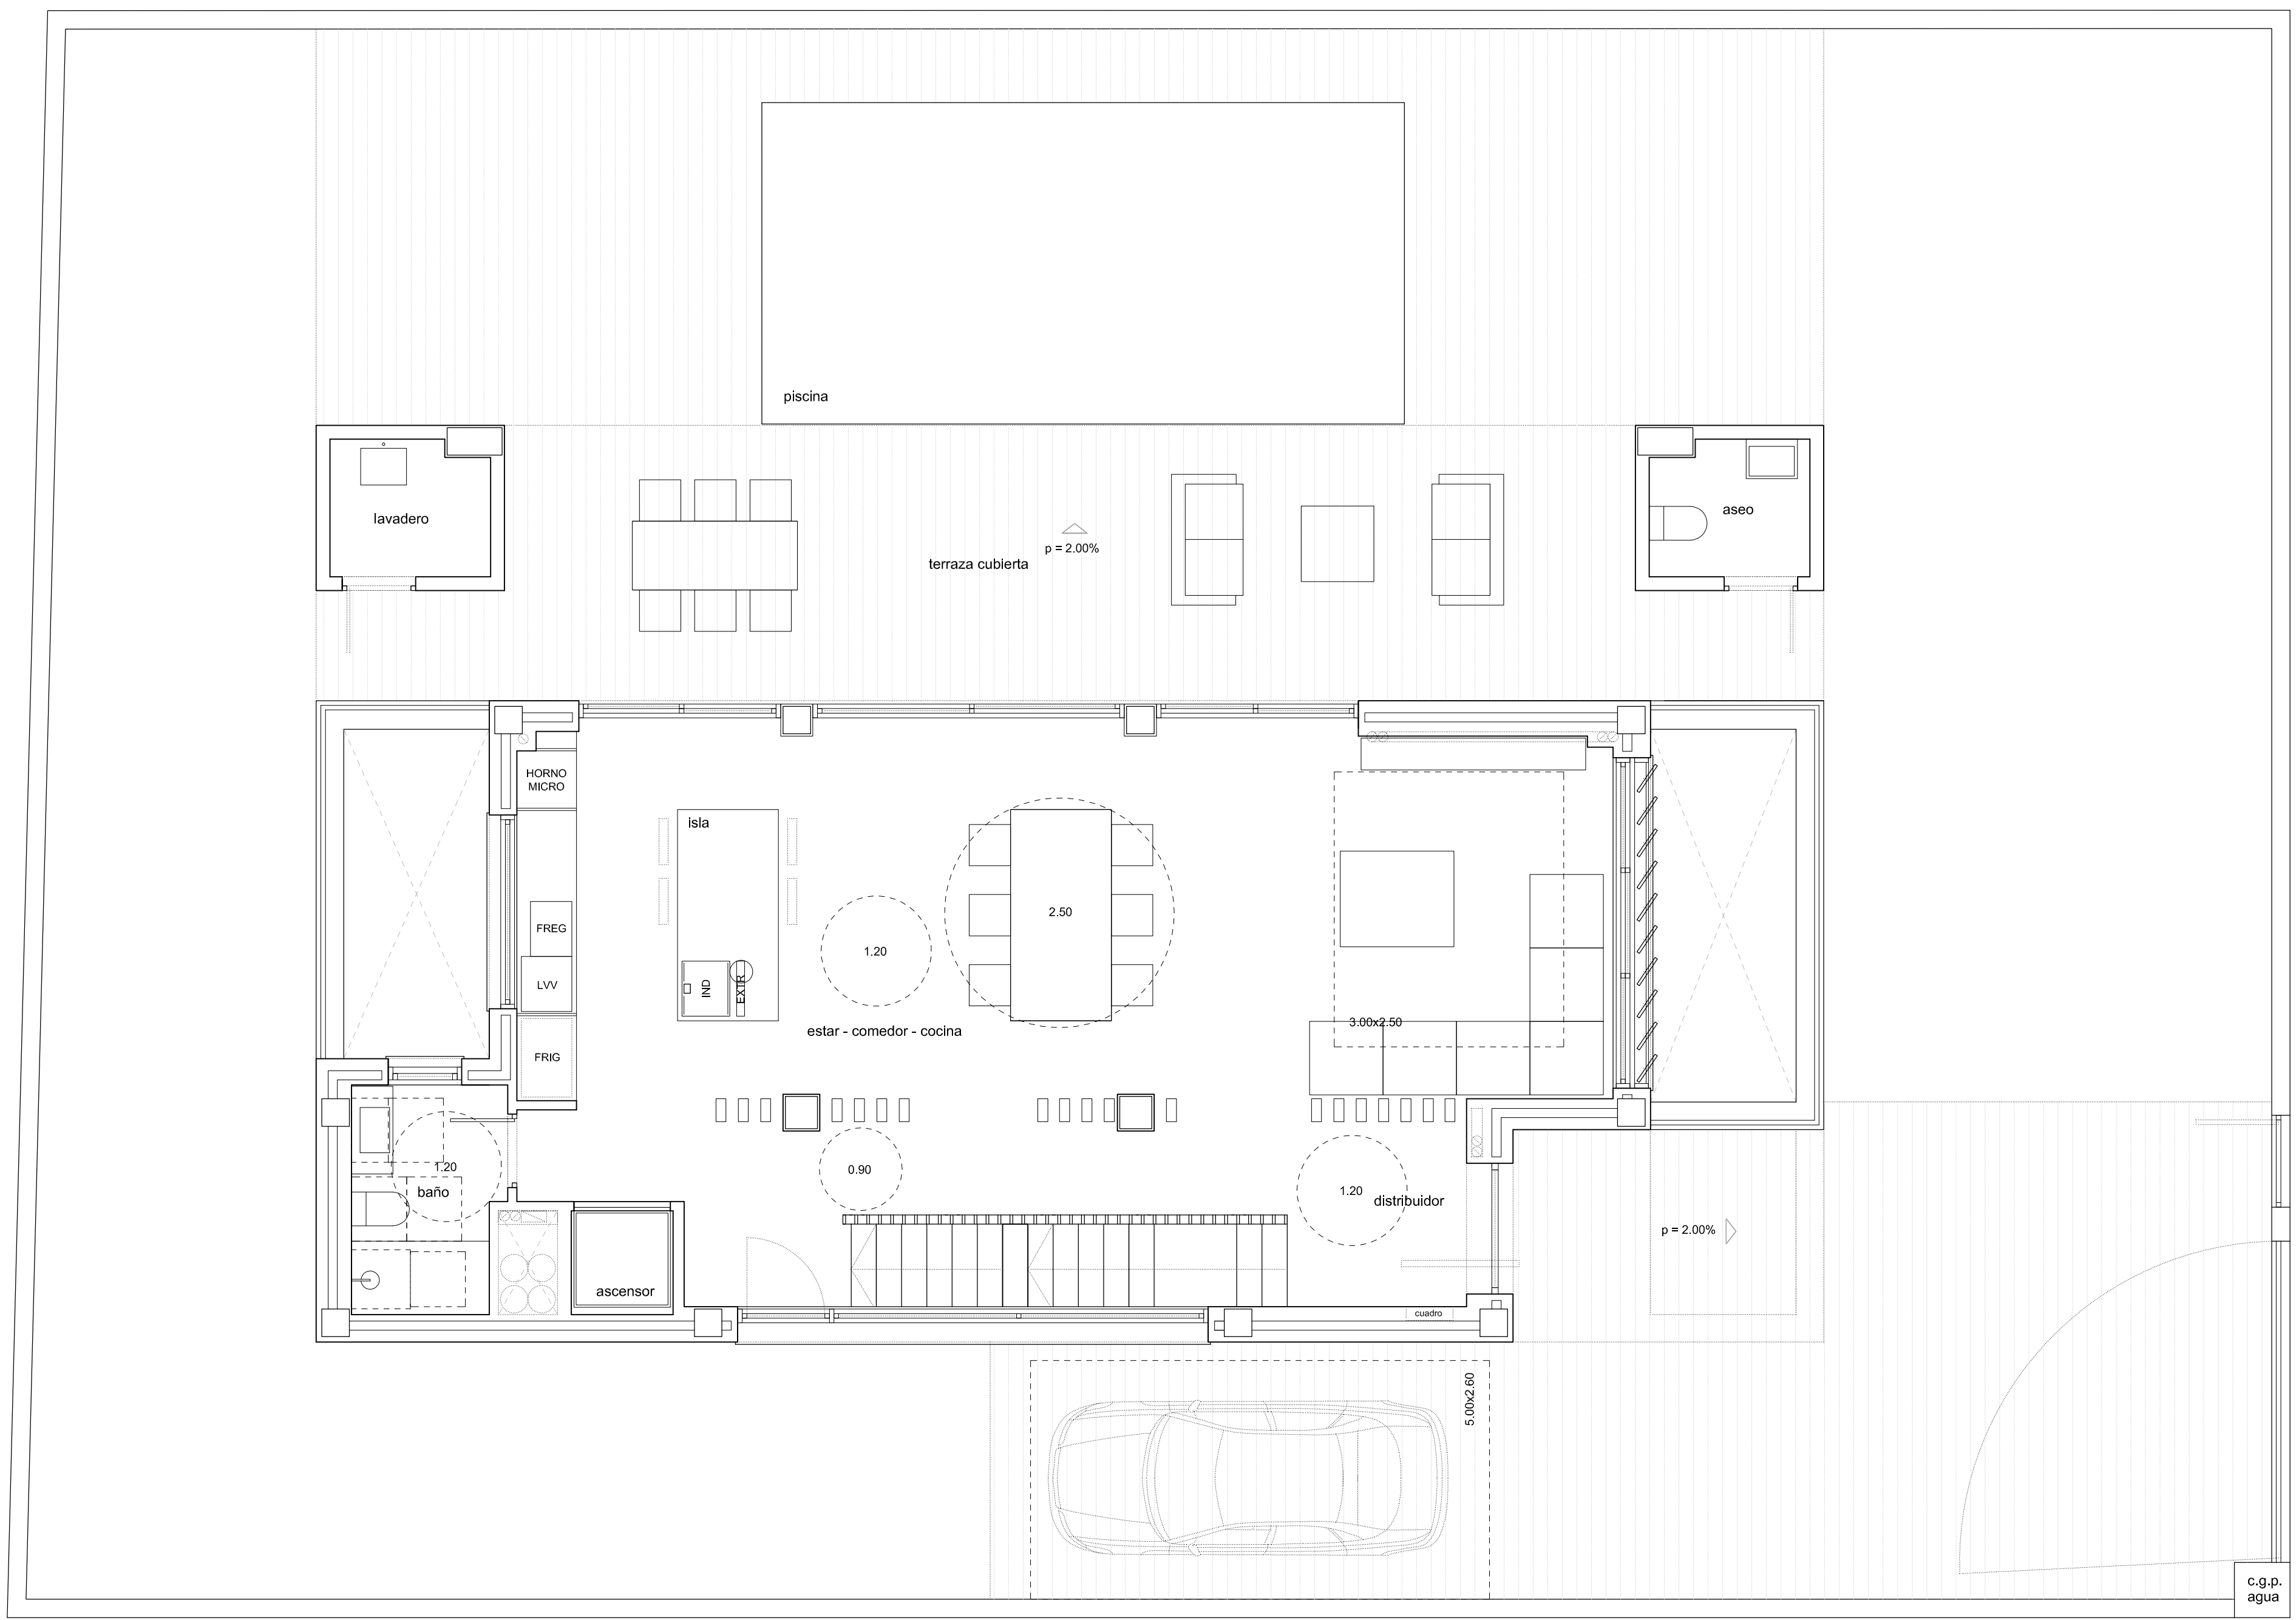 piscina
lavadero
aseo
p = 2.00%
terraza cubierta
HORNO
MICRO
isla
FREG
2.50
1.20
LVV
IND
EXTR
3.00x2.50
estar - comedor - cocina
FRIG
1.20
0.90
baño
1.20
distribuidor
p = 2.00%
ascensor
cuadro
5.00x2.60
c.g.p.
agua